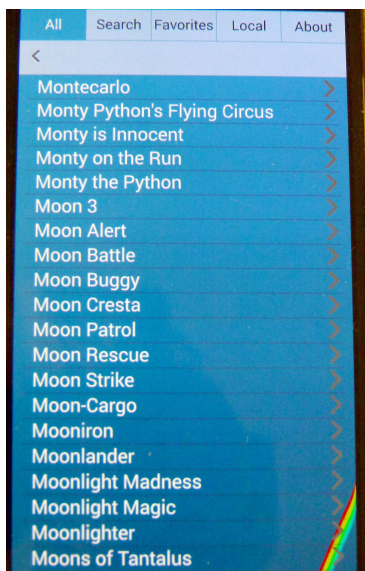 All Search Favorites Local About
Montecarlo
Monty Python's Flying Circus
Monty is Innocent
Monty on the Run
Monty the Python
Moon 3
Moon Alert
Moon Battle
Moon Buggy
Moon Cresta
Moon Patrol
Moon Rescue
Moon Strike
Moon-Cargo
Mooniron
Moonlander
Moonlight Madness
Moonlight Magic
Moonlighter
Moons of Tantalus